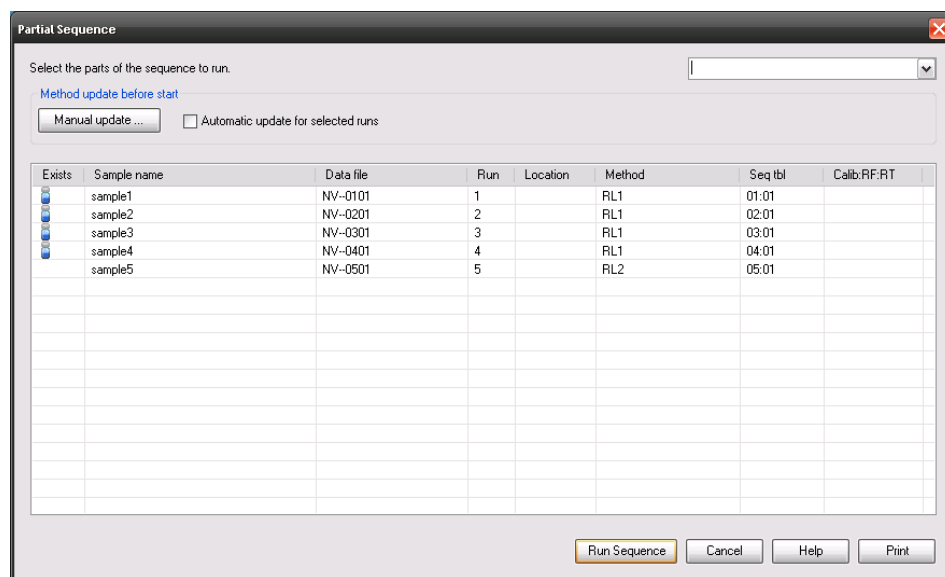 Partial Sequence
Select the parts of the sequence to run.
Method update before start
Manual update ... Automatic update for selected runs
Exists Sample name Data file Run Location Method Seq tbl Calib:RF:RT
sample1 NV--0101 1 RL1 01:01
sample2 NV--0201 2 RL1 02:01
sample3 NV--0301 3 RL1 03:01
sample4 NV--0401 4 RL1 04:01
sample5 NV--0501 5 RL2 05:01
Run Sequence Cancel Help Print